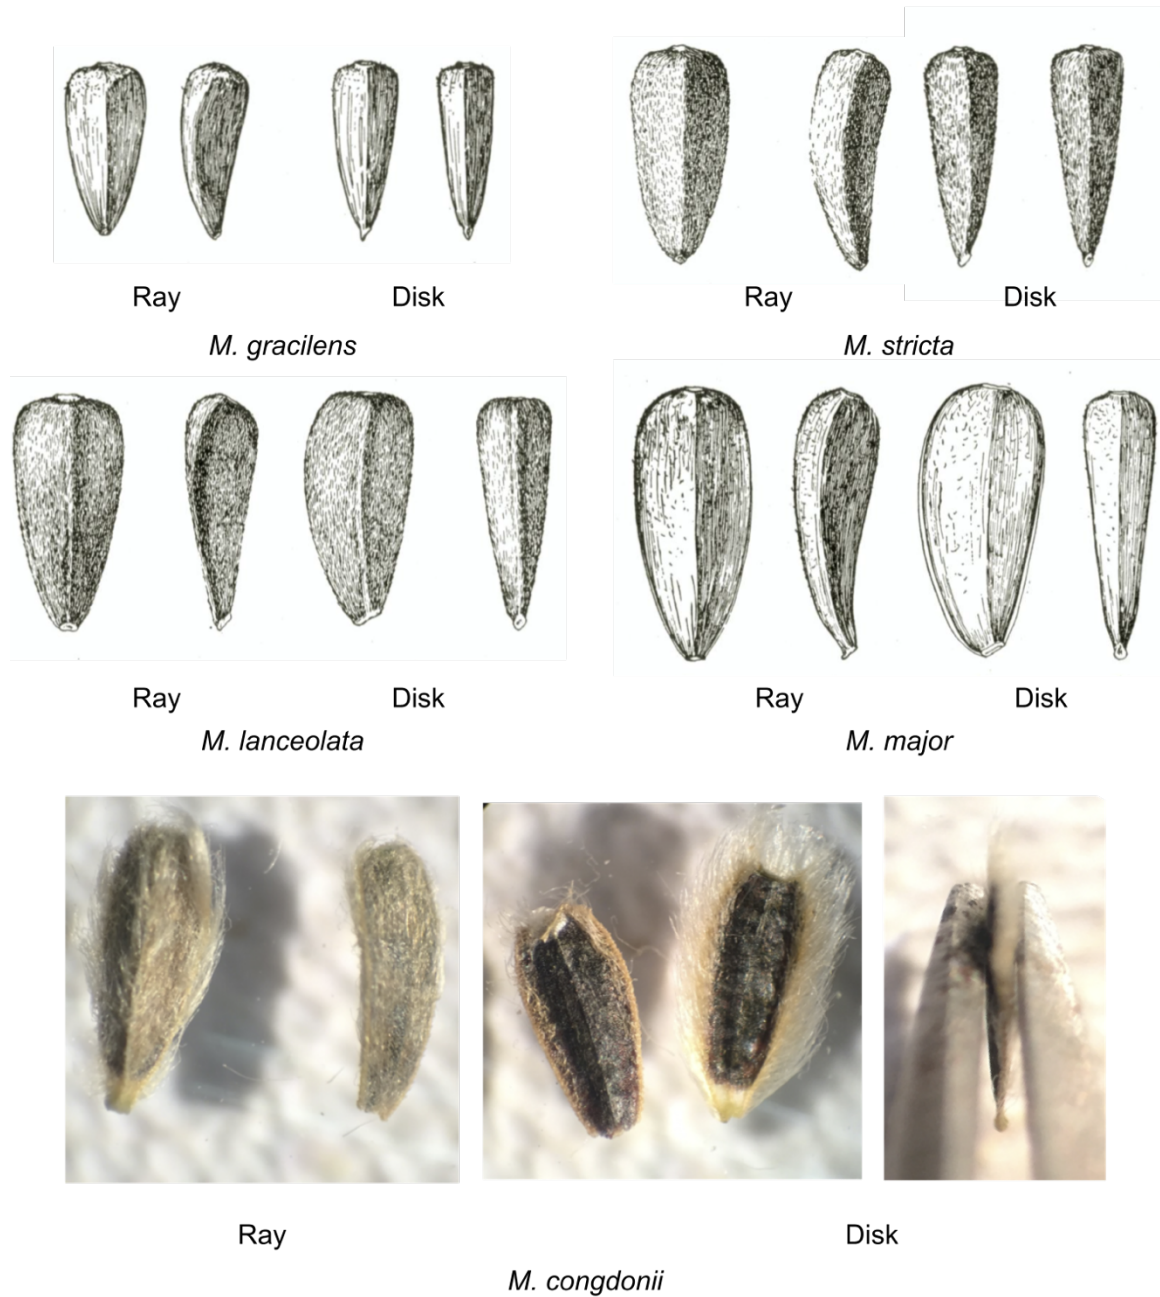 Ray Disk Ray Disk
M. gracilens M. stricta
Ray Disk Ray Disk
M. lanceolata M. major
Ray Disk
M. congdonii